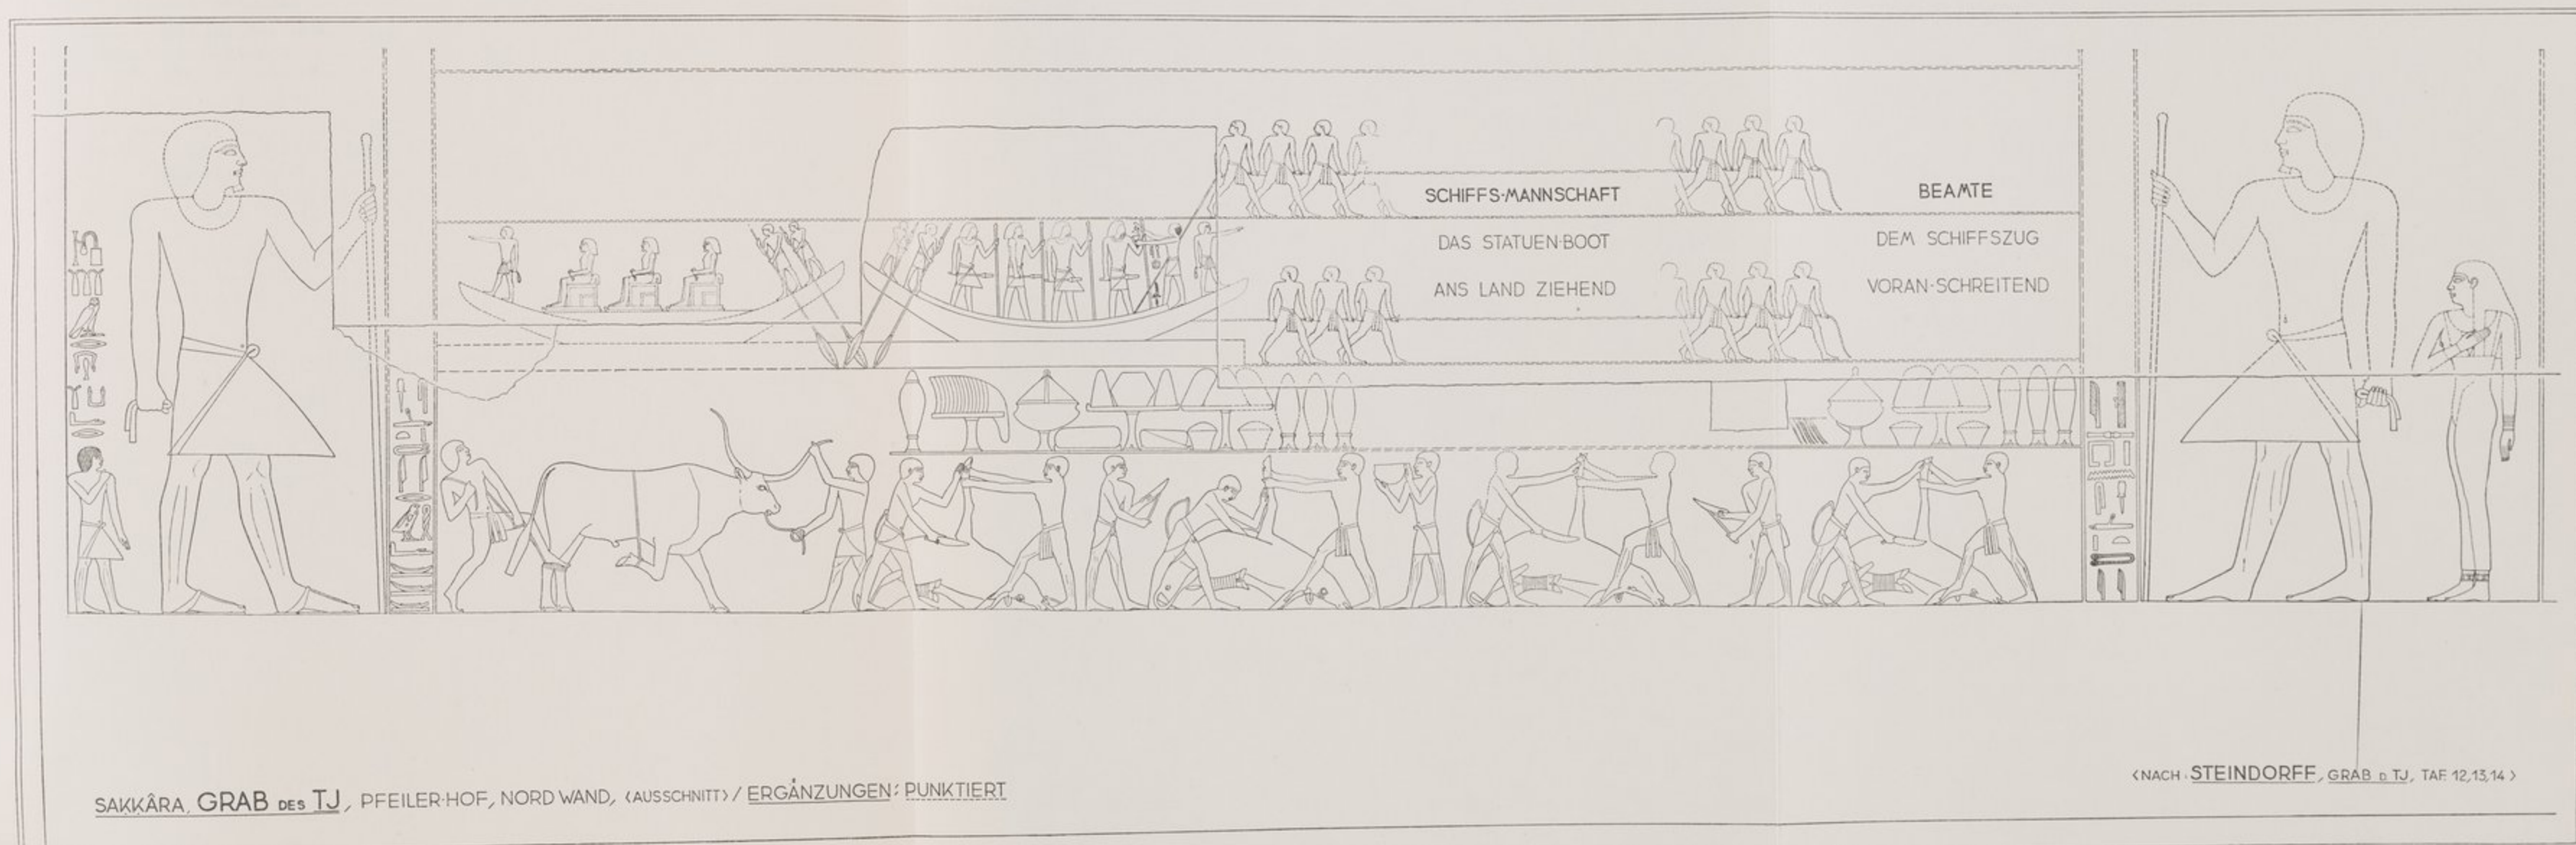 SCHIFFS-MANNSCHAFT
DAS STATUEN-BOOT
ANS LAND ZIEHEND
BEAMTE
DEM SCHIFFSZUG
VORAN-SCHREITEND
SAḲḲÂRA, GRAB DES TJ, PFEILER-HOF, NORD WAND, <AUSSCHNITT> / ERGÄNZUNGEN: PUNKTIERT
<NACH STEINDORFF, GRAB D. TJ, TAF. 12,13,14>